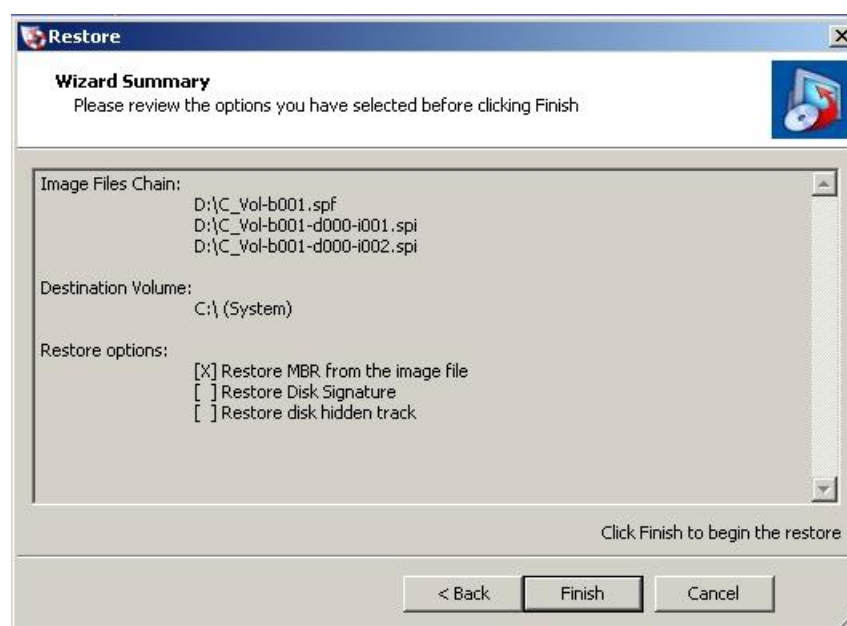 Restore
Wizard Summary
Please review the options you have selected before clicking Finish
Image Files Chain:
D:\C_Vol-b001.spf
D:\C_Vol-b001-d000-i001.spi
D:\C_Vol-b001-d000-i002.spi
Destination Volume:
C:\ (System)
Restore options:
[X] Restore MBR from the image file
[ ] Restore Disk Signature
[ ] Restore disk hidden track
Click Finish to begin the restore
< Back Finish Cancel